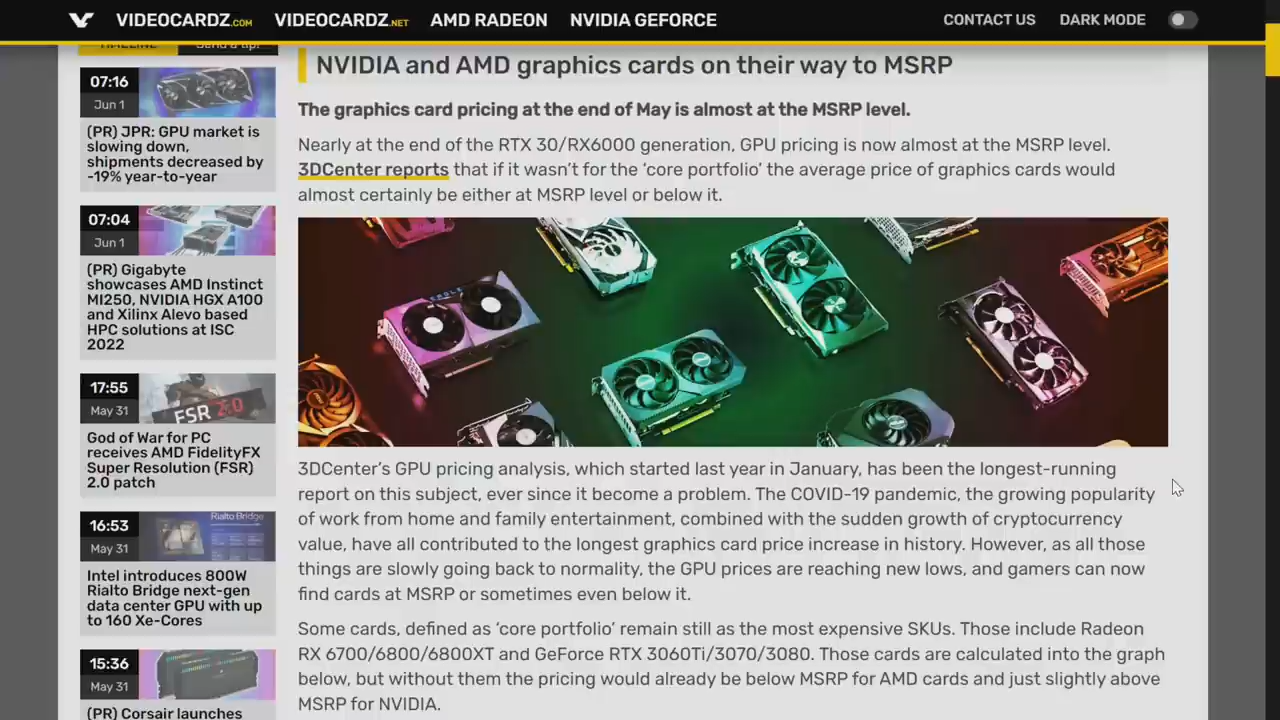 VIDEOCARDZ.COM VIDEOCARDZ.NET AMD RADEON NVIDIA GEFORCE CONTACT US DARK MODE
TIMELINE Send a tip!
07:16
Jun 1
(PR) JPR: GPU market is
slowing down,
shipments decreased by
-19% year-to-year
07:04
Jun 1
(PR) Gigabyte
showcases AMD Instinct
MI250, NVIDIA HGX A100
and Xilinx Alevo based
HPC solutions at ISC
2022
17:55
May 31
FSR 2.0
God of War for PC
receives AMD FidelityFX
Super Resolution (FSR)
2.0 patch
16:53
May 31
Rialto Bridge
Intel introduces 800W
Rialto Bridge next-gen
data center GPU with up
to 160 Xe-Cores
15:36
May 31
(PR) Corsair launches
NVIDIA and AMD graphics cards on their way to MSRP
The graphics card pricing at the end of May is almost at the MSRP level.
Nearly at the end of the RTX 30/RX6000 generation, GPU pricing is now almost at the MSRP level.
3DCenter reports that if it wasn't for the 'core portfolio' the average price of graphics cards would
almost certainly be either at MSRP level or below it.
3DCenter's GPU pricing analysis, which started last year in January, has been the longest-running
report on this subject, ever since it become a problem. The COVID-19 pandemic, the growing popularity
of work from home and family entertainment, combined with the sudden growth of cryptocurrency
value, have all contributed to the longest graphics card price increase in history. However, as all those
things are slowly going back to normality, the GPU prices are reaching new lows, and gamers can now
find cards at MSRP or sometimes even below it.
Some cards, defined as 'core portfolio' remain still as the most expensive SKUs. Those include Radeon
RX 6700/6800/6800XT and GeForce RTX 3060Ti/3070/3080. Those cards are calculated into the graph
below, but without them the pricing would already be below MSRP for AMD cards and just slightly above
MSRP for NVIDIA.